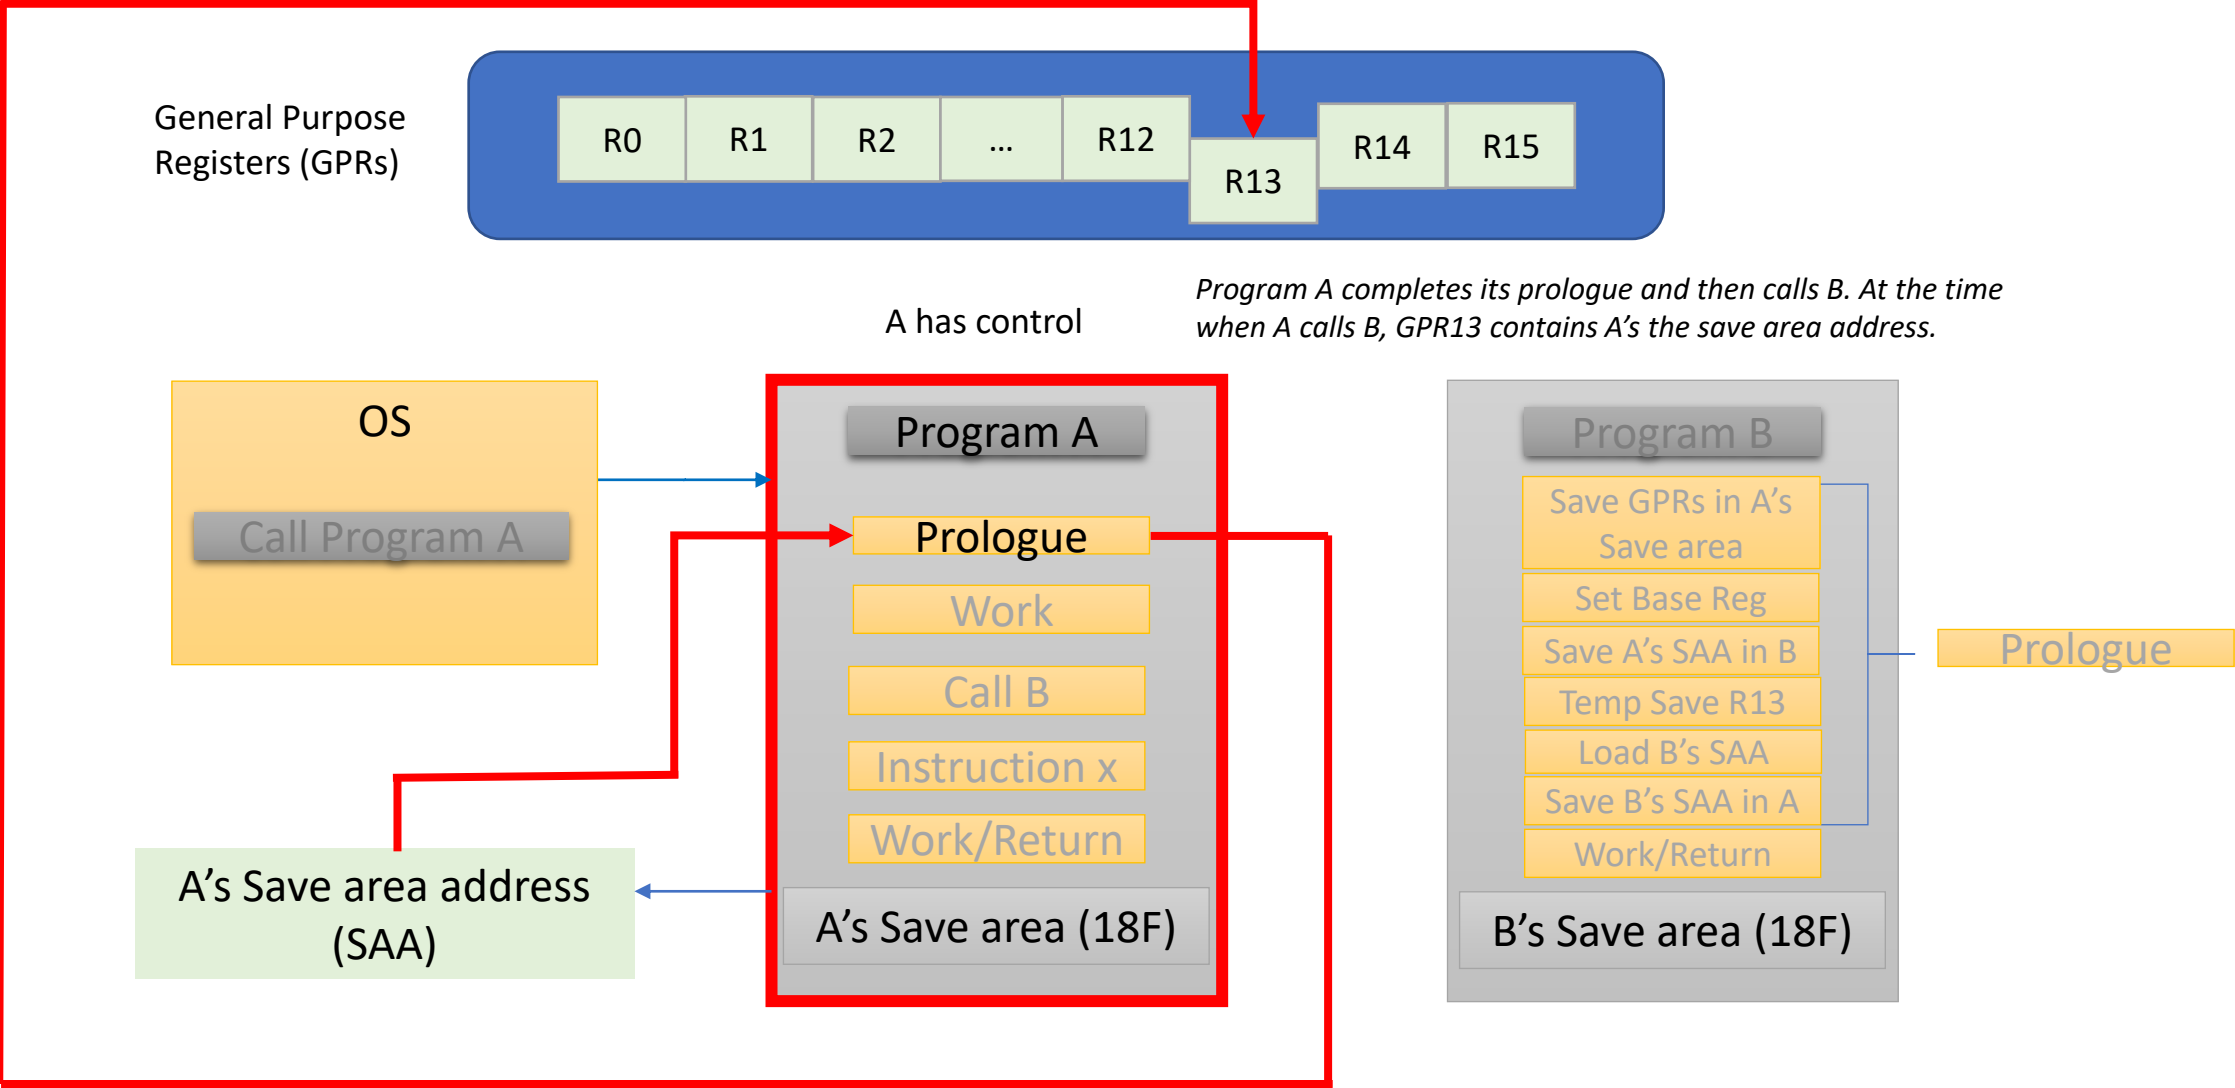 General Purpose
Registers (GPRs)
R0
R1
R2
...
R12
R13
R14
R15
A has control
Program A completes its prologue and then calls B. At the time
when A calls B, GPR13 contains A's the save area address.
OS
Call Program A
Program A
Prologue
Work
Call B
Instruction x
Work/Return
A's Save area (18F)
A's Save area address
(SAA)
Program B
Save GPRs in A's
Save area
Set Base Reg
Save A's SAA in B
Temp Save R13
Load B's SAA
Save B's SAA in A
Work/Return
B's Save area (18F)
Prologue